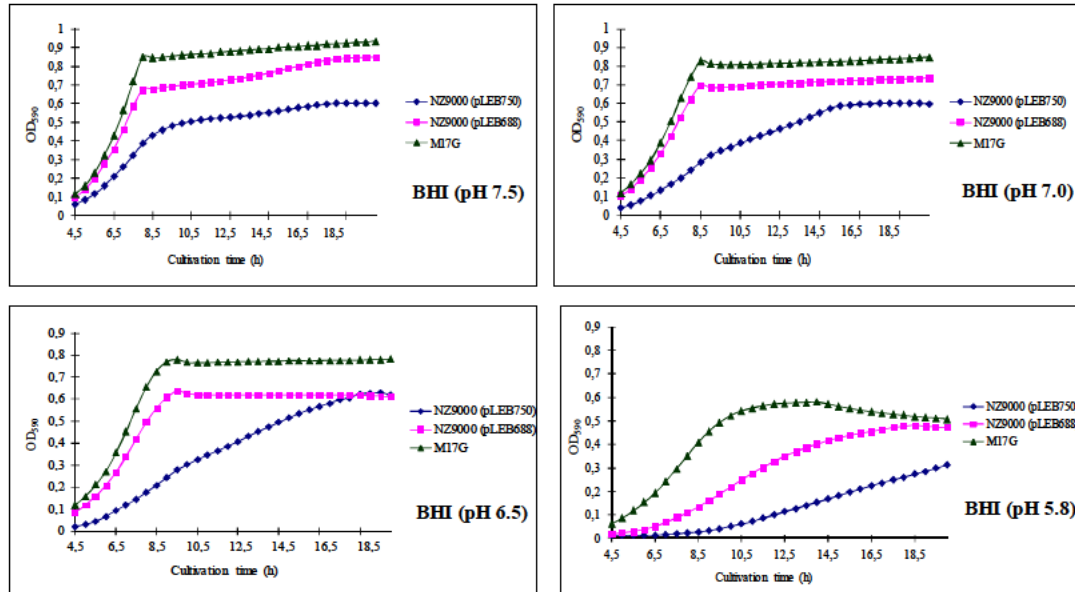 1
0,9
0,8
0,7
0,6
0,5
0,4
0,3
0,2
0,1
0
OD590
4,5 6,5 8,5 10,5 12,5 14,5 16,5 18,5
Cultivation time (h)
NZ9000 (pLEB750)
NZ9000 (pLEB688)
M17G
BHI (pH 7.5)
1
0,9
0,8
0,7
0,6
0,5
0,4
0,3
0,2
0,1
0
OD590
4,5 6,5 8,5 10,5 12,5 14,5 16,5 18,5
Cultivation time (h)
NZ9000 (pLEB750)
NZ9000 (pLEB688)
M17G
BHI (pH 7.0)
0,9
0,8
0,7
0,6
0,5
0,4
0,3
0,2
0,1
0
OD590
4,5 6,5 8,5 10,5 12,5 14,5 16,5 18,5
Cultivation time (h)
NZ9000 (pLEB750)
NZ9000 (pLEB688)
M17G
BHI (pH 6.5)
0,9
0,8
0,7
0,6
0,5
0,4
0,3
0,2
0,1
0
OD590
4,5 6,5 8,5 10,5 12,5 14,5 16,5 18,5
Cultivation time (h)
NZ9000 (pLEB750)
NZ9000 (pLEB688)
M17G
BHI (pH 5.8)